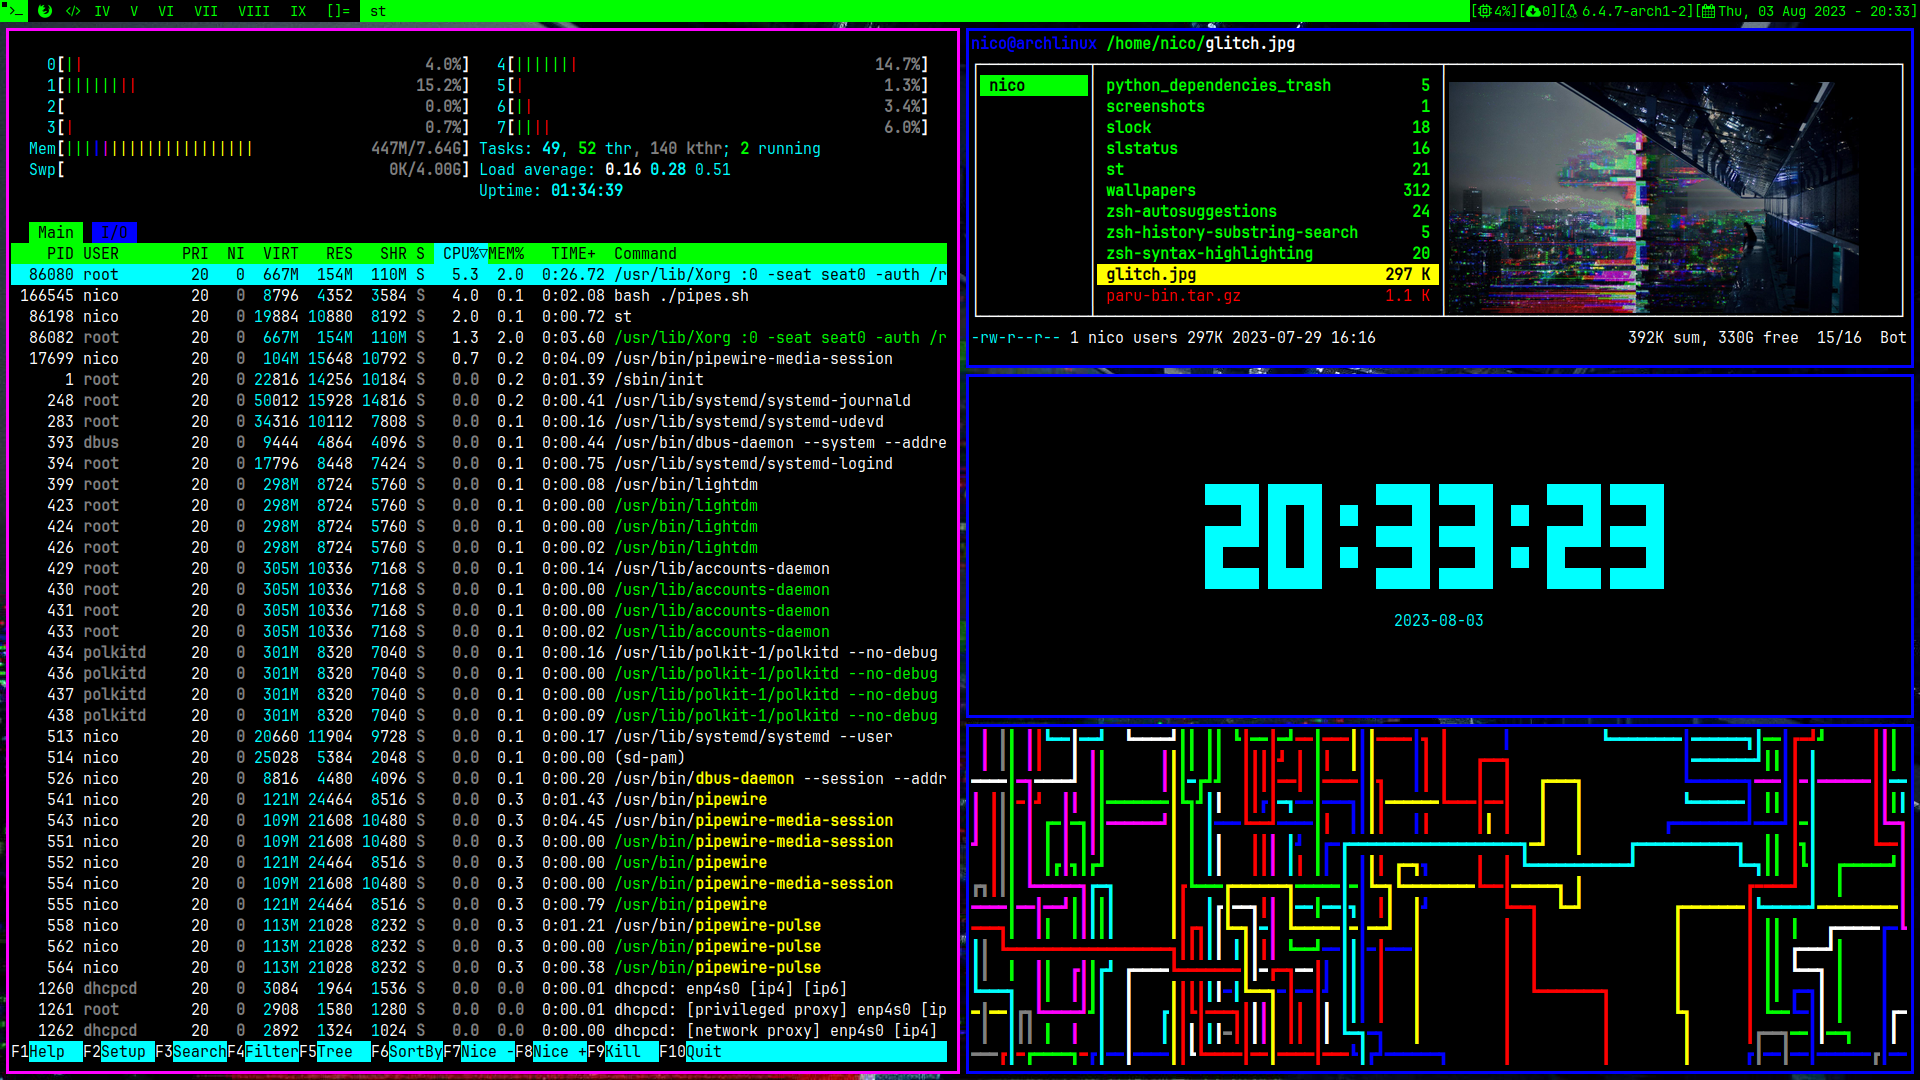 >_ </> IV V VI VII VIII IX []= st [4%][0][6.4.7-arch1-2][Thu, 03 Aug 2023 - 20:33]
0[|| 4.0%] 4[||||||| 14.7%]
1[|||||||| 15.2%] 5[| 1.3%]
2[ 0.0%] 6[|| 3.4%]
3[| 0.7%] 7[|||| 6.0%]
Mem[||||||||||||||||||||| 447M/7.64G] Tasks: 49, 52 thr, 140 kthr; 2 running
Swp[ 0K/4.00G] Load average: 0.16 0.28 0.51
Uptime: 01:34:39
Main I/O
PID USER PRI NI VIRT RES SHR S CPU%▽MEM% TIME+ Command
86080 root 20 0 667M 154M 110M S 5.3 2.0 0:26.72 /usr/lib/Xorg :0 -seat seat0 -auth /r
166545 nico 20 0 8796 4352 3584 S 4.0 0.1 0:02.08 bash ./pipes.sh
86198 nico 20 0 19884 10880 8192 S 2.0 0.1 0:00.72 st
86082 root 20 0 667M 154M 110M S 1.3 2.0 0:03.60 /usr/lib/Xorg :0 -seat seat0 -auth /r
17699 nico 20 0 104M 15648 10792 S 0.7 0.2 0:04.09 /usr/bin/pipewire-media-session
1 root 20 0 22816 14256 10184 S 0.0 0.2 0:01.39 /sbin/init
248 root 20 0 50012 15928 14816 S 0.0 0.2 0:00.41 /usr/lib/systemd/systemd-journald
283 root 20 0 34316 10112 7808 S 0.0 0.1 0:00.16 /usr/lib/systemd/systemd-udevd
393 dbus 20 0 9444 4864 4096 S 0.0 0.1 0:00.44 /usr/bin/dbus-daemon --system --addre
394 root 20 0 17796 8448 7424 S 0.0 0.1 0:00.75 /usr/lib/systemd/systemd-logind
399 root 20 0 298M 8724 5760 S 0.0 0.1 0:00.08 /usr/bin/lightdm
423 root 20 0 298M 8724 5760 S 0.0 0.1 0:00.00 /usr/bin/lightdm
424 root 20 0 298M 8724 5760 S 0.0 0.1 0:00.00 /usr/bin/lightdm
426 root 20 0 298M 8724 5760 S 0.0 0.1 0:00.02 /usr/bin/lightdm
429 root 20 0 305M 10336 7168 S 0.0 0.1 0:00.14 /usr/lib/accounts-daemon
430 root 20 0 305M 10336 7168 S 0.0 0.1 0:00.00 /usr/lib/accounts-daemon
431 root 20 0 305M 10336 7168 S 0.0 0.1 0:00.00 /usr/lib/accounts-daemon
433 root 20 0 305M 10336 7168 S 0.0 0.1 0:00.02 /usr/lib/accounts-daemon
434 polkitd 20 0 301M 8320 7040 S 0.0 0.1 0:00.16 /usr/lib/polkit-1/polkitd --no-debug
436 polkitd 20 0 301M 8320 7040 S 0.0 0.1 0:00.00 /usr/lib/polkit-1/polkitd --no-debug
437 polkitd 20 0 301M 8320 7040 S 0.0 0.1 0:00.00 /usr/lib/polkit-1/polkitd --no-debug
438 polkitd 20 0 301M 8320 7040 S 0.0 0.1 0:00.09 /usr/lib/polkit-1/polkitd --no-debug
513 nico 20 0 20660 11904 9728 S 0.0 0.1 0:00.17 /usr/lib/systemd/systemd --user
514 nico 20 0 25028 5384 2048 S 0.0 0.1 0:00.00 (sd-pam)
526 nico 20 0 8816 4480 4096 S 0.0 0.1 0:00.20 /usr/bin/dbus-daemon --session --addr
541 nico 20 0 121M 24464 8516 S 0.0 0.3 0:01.43 /usr/bin/pipewire
543 nico 20 0 109M 21608 10480 S 0.0 0.3 0:04.45 /usr/bin/pipewire-media-session
551 nico 20 0 109M 21608 10480 S 0.0 0.3 0:00.00 /usr/bin/pipewire-media-session
552 nico 20 0 121M 24464 8516 S 0.0 0.3 0:00.00 /usr/bin/pipewire
554 nico 20 0 109M 21608 10480 S 0.0 0.3 0:00.00 /usr/bin/pipewire-media-session
555 nico 20 0 121M 24464 8516 S 0.0 0.3 0:00.79 /usr/bin/pipewire
558 nico 20 0 113M 21028 8232 S 0.0 0.3 0:01.21 /usr/bin/pipewire-pulse
562 nico 20 0 113M 21028 8232 S 0.0 0.3 0:00.00 /usr/bin/pipewire-pulse
564 nico 20 0 113M 21028 8232 S 0.0 0.3 0:00.38 /usr/bin/pipewire-pulse
1260 dhcpcd 20 0 3084 1964 1536 S 0.0 0.0 0:00.01 dhcpcd: enp4s0 [ip4] [ip6]
1261 root 20 0 2908 1580 1280 S 0.0 0.0 0:00.01 dhcpcd: [privileged proxy] enp4s0 [ip
1262 dhcpcd 20 0 2892 1324 1024 S 0.0 0.0 0:00.00 dhcpcd: [network proxy] enp4s0 [ip4]
F1Help F2Setup F3SearchF4FilterF5Tree F6SortByF7Nice -F8Nice +F9Kill F10Quit
nico@archlinux /home/nico/glitch.jpg
nico
python_dependencies_trash 5
screenshots 1
slock 18
slstatus 16
st 21
wallpapers 312
zsh-autosuggestions 24
zsh-history-substring-search 5
zsh-syntax-highlighting 20
glitch.jpg 297 K
paru-bin.tar.gz 1.1 K
-rw-r--r-- 1 nico users 297K 2023-07-29 16:16 392K sum, 330G free 15/16 Bot
20:33:23
2023-08-03